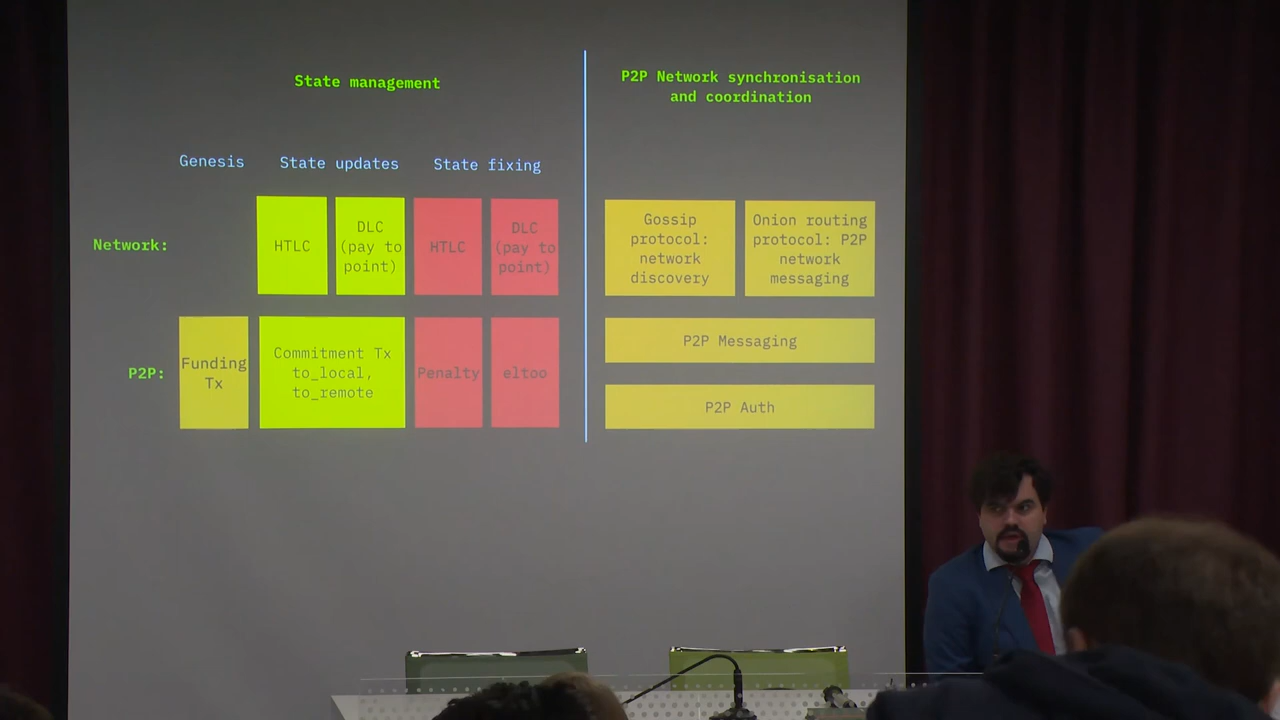 State management
P2P Network synchronisation
and coordination
Genesis
State updates
State fixing
Network:
HTLC
DLC
(pay to
point)
HTLC
DLC
(pay to
point)
Gossip
protocol:
network
discovery
Onion routing
protocol: P2P
network
messaging
P2P:
Funding
Tx
Commitment Tx
to_local,
to_remote
Penalty
eltoo
P2P Messaging
P2P Auth